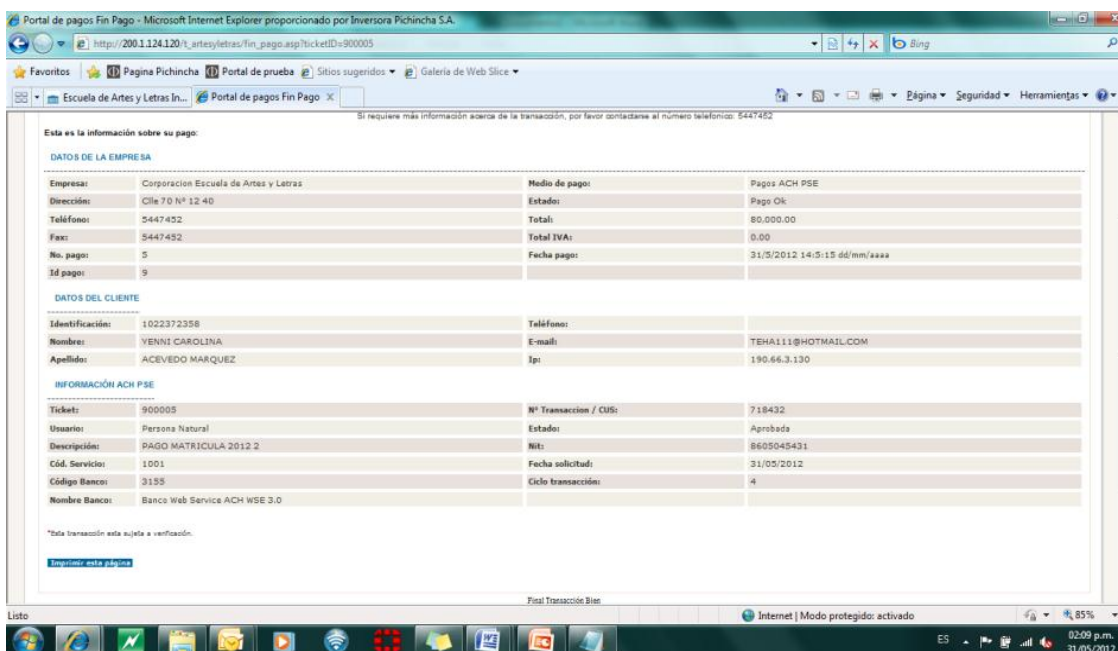 Portal de pagos Fin Pago - Microsoft Internet Explorer proporcionado por Inversora Pichincha S.A.
http://200.1.124.120/t_artesyletras/fin_pago.asp?ticketID=900005
Bing
Favoritos Pagina Pichincha Portal de prueba Sitios sugeridos Galería de Web Slice
Escuela de Artes y Letras In... Portal de pagos Fin Pago X Página Seguridad Herramientas
Si requiere más información acerca de la transacción, por favor contactarse al número telefonico: 5447452
Esta es la información sobre su pago:
DATOS DE LA EMPRESA
Empresa: Corporacion Escuela de Artes y Letras Medio de pago: Pagos ACH PSE
Dirección: Clle 70 Nº 12 40 Estado: Pago Ok
Teléfono: 5447452 Total: 80,000.00
Fax: 5447452 Total IVA: 0.00
No. pago: 5 Fecha pago: 31/5/2012 14:5:15 dd/mm/aaaa
Id pago: 9
DATOS DEL CLIENTE
Identificación: 1022372358 Teléfono:
Nombre: YENNI CAROLINA E-mail: TEHA111@HOTMAIL.COM
Apellido: ACEVEDO MARQUEZ Ip: 190.66.3.130
INFORMACIÓN ACH PSE
Ticket: 900005 Nº Transaccion / CUS: 718432
Usuario: Persona Natural Estado: Aprobada
Descripción: PAGO MATRICULA 2012 2 Nit: 8605045431
Cód. Servicio: 1001 Fecha solicitud: 31/05/2012
Código Banco: 3155 Ciclo transacción: 4
Nombre Banco: Banco Web Service ACH WSE 3.0
*Esta transacción esta sujeta a verificación.
Imprimir esta página
Final Transacción Bien
Listo Internet | Modo protegido: activado 85%
ES 02:09 p.m.
31/05/2012